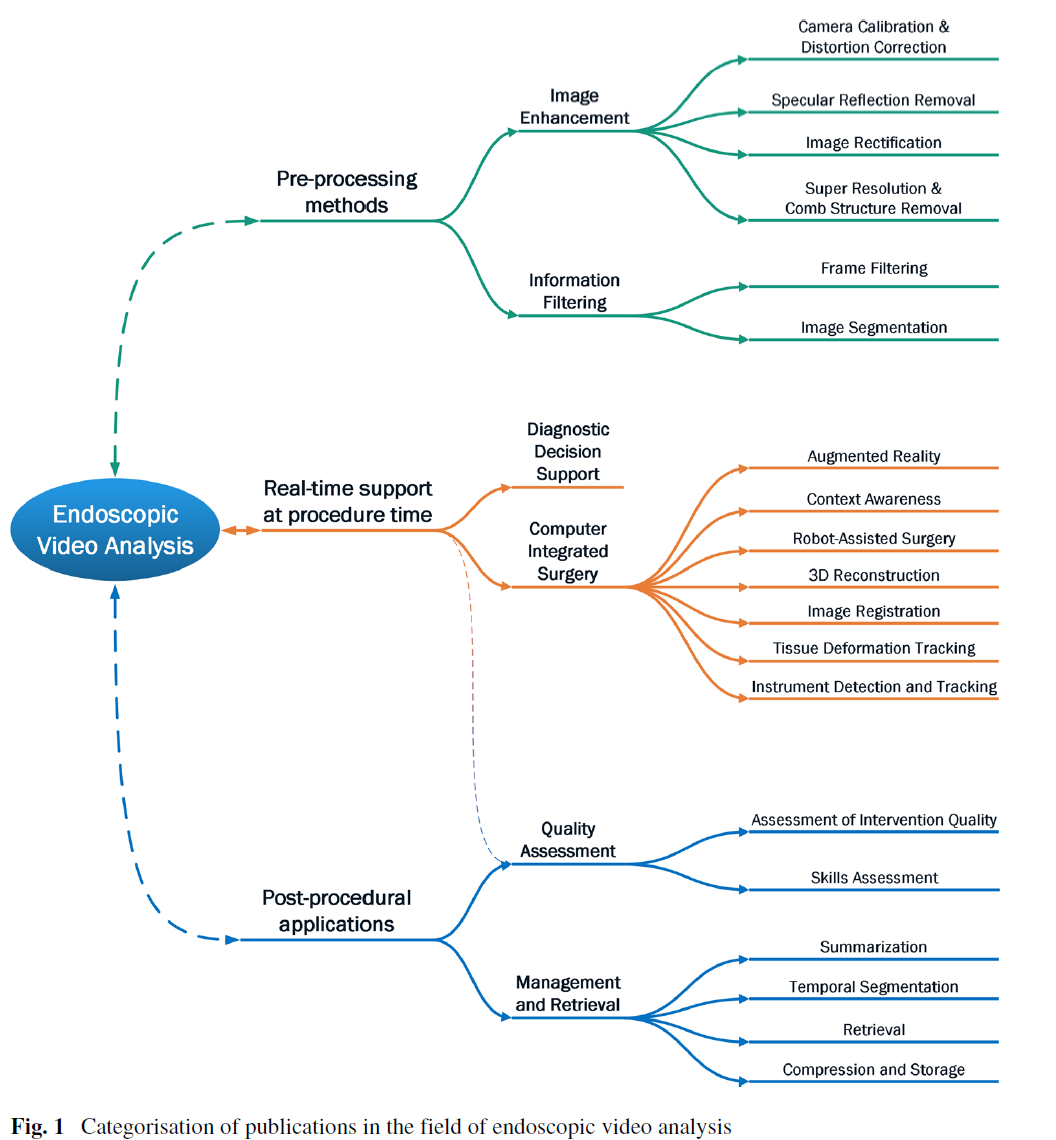 Camera Calibration &
Distortion Correction
Image
Enhancement
Specular Reflection Removal
Image Rectification
Pre-processing
methods
Super Resolution &
Comb Structure Removal
Information
Filtering
Frame Filtering
Image Segmentation
Diagnostic
Decision
Support
Endoscopic
Video Analysis
Real-time support
at procedure time
Computer
Integrated
Surgery
Augmented Reality
Context Awareness
Robot-Assisted Surgery
3D Reconstruction
Image Registration
Tissue Deformation Tracking
Instrument Detection and Tracking
Quality
Assessment
Assessment of Intervention Quality
Skills Assessment
Post-procedural
applications
Management
and Retrieval
Summarization
Temporal Segmentation
Retrieval
Compression and Storage
Fig. 1 Categorisation of publications in the field of endoscopic video analysis